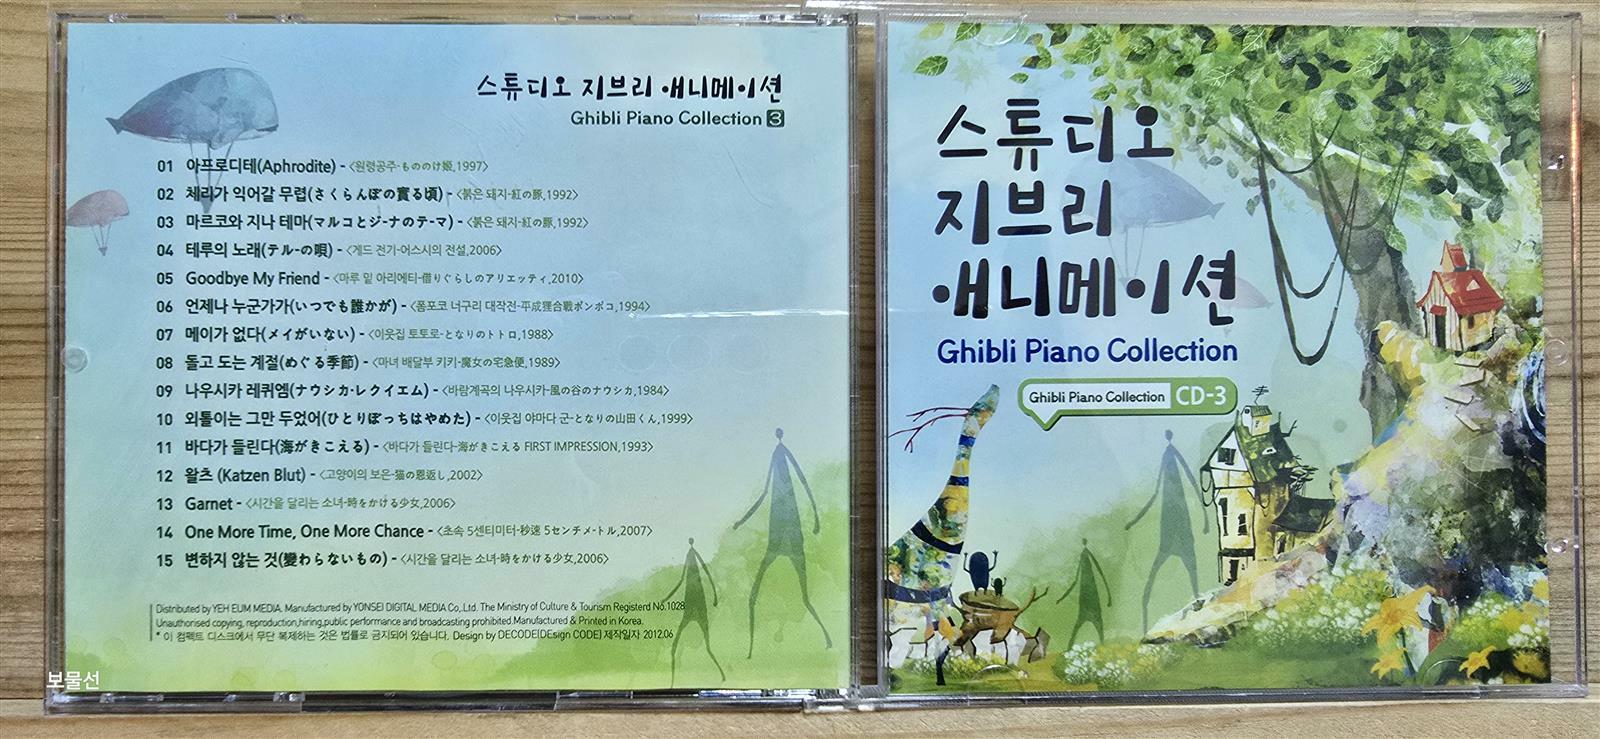 스튜디오 지브리 애니메이션
Ghibli Piano Collection 3
01 아프로디테(Aphrodite) - <원령공주-もののけ姫,1997>
02 체리가 익어갈 무렵(さくらんぼの實る頃) - <붉은 돼지-紅の豚,1992>
03 마르코와 지나 테마(マルコとジ-ナのテ-マ) - <붉은 돼지-紅の豚,1992>
04 테루의 노래(テル-の唄) - <게드 전기-어스시의 전설,2006>
05 Goodbye My Friend - <마루 밑 아리에티-借りぐらしのアリエッティ,2010>
06 언제나 누군가가(いつでも誰かが) - <폼포코 너구리 대작전-平成狸合戰ポンポコ,1994>
07 메이가 없다(メイがいない) - <이웃집 토토로-となりのトトロ,1988>
08 돌고 도는 계절(めぐる季節) - <마녀 배달부 키키-魔女の宅急便,1989>
09 나우시카 레퀴엠(ナウシカ·レクイエム) - <바람계곡의 나우시카-風の谷のナウシカ,1984>
10 외톨이는 그만 두었어(ひとりぼっちはやめた) - <이웃집 야마다 군-となりの山田くん,1999>
11 바다가 들린다(海がきこえる) - <바다가 들린다-海がきこえる FIRST IMPRESSION,1993>
12 왈츠 (Katzen Blut) - <고양이의 보은-猫の恩返し,2002>
13 Garnet - <시간을 달리는 소녀-時をかける少女,2006>
14 One More Time, One More Chance - <초속 5센티미터-秒速 5センチメ-トル,2007>
15 변하지 않는 것(變わらないもの) - <시간을 달리는 소녀-時をかける少女,2006>
Distributed by YEH EUM MEDIA. Manufactured by YONSEI DIGITAL MEDIA Co,.Ltd. The Ministry of Culture & Tourism Registerd No.1028
Unauthorised copying, reproduction,hiring,public performance and broadcasting prohibited.Manufactured & Printed in Korea.
* 이 컴팩트 디스크에서 무단 복제하는 것은 법률로 금지되어 있습니다. Design by DECODE[DEsign CODE] 제작일자 2012.06
보물선
스튜디오
지브리
애니메이션
Ghibli Piano Collection
Ghibli Piano Collection CD-3